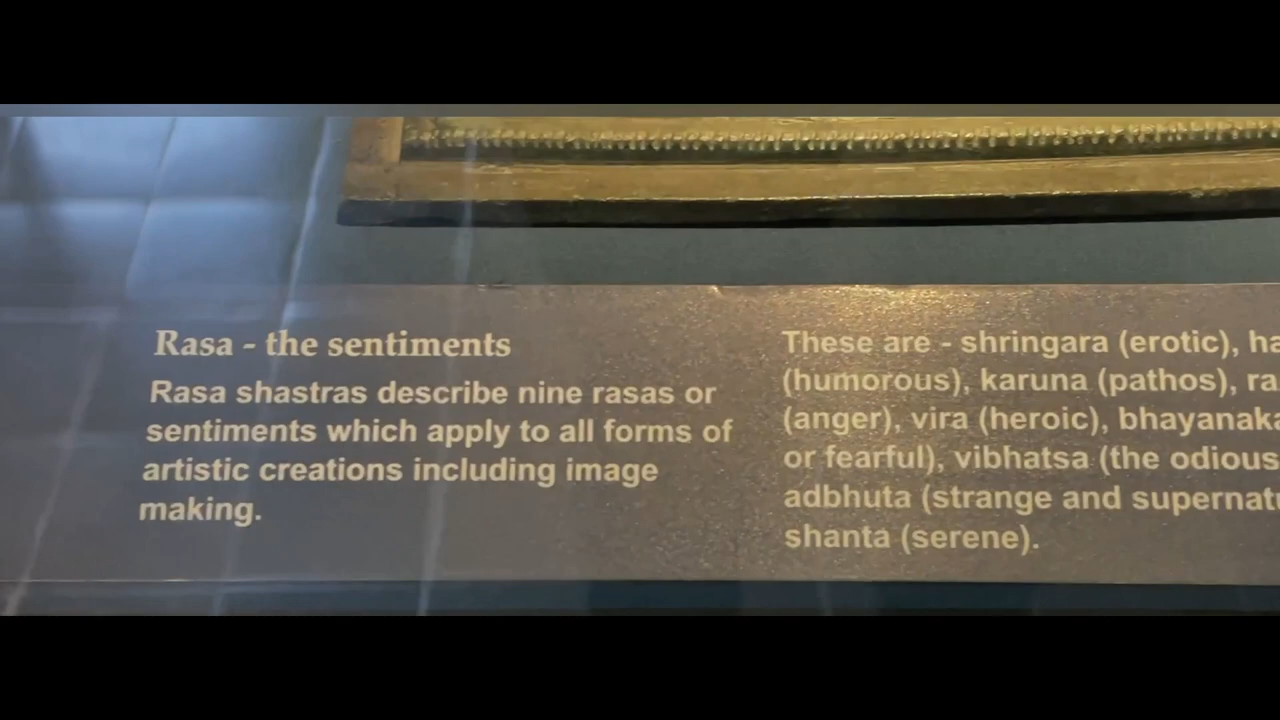 Rasa - the sentiments
Rasa shastras describe nine rasas or
sentiments which apply to all forms of
artistic creations including image
making.
These are - shringara (erotic), ha
(humorous), karuna (pathos), ra
(anger), vira (heroic), bhayanaka
or fearful), vibhatsa (the odious
adbhuta (strange and supernatu
shanta (serene).